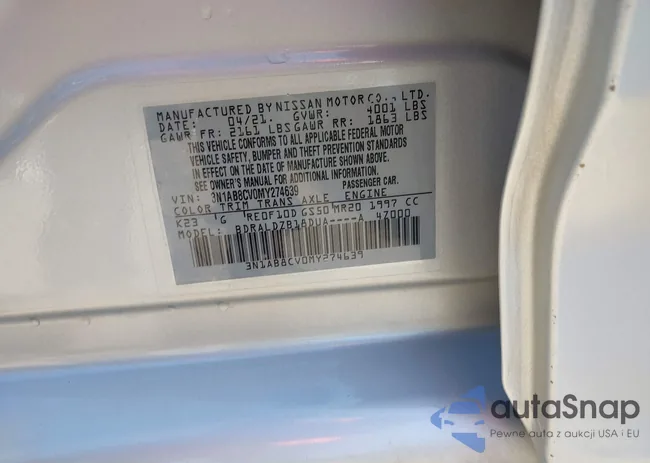 MANUFACTURED BY NISSAN MOTOR CO., LTD.
DATE: 04/21. GVWR: 4001 LBS
GAWR FR: 2161 LBS GAWR RR: 1863 LBS
THIS VEHICLE CONFORMS TO ALL APPLICABLE FEDERAL MOTOR
VEHICLE SAFETY, BUMPER AND THEFT PREVENTION STANDARDS
IN EFFECT ON THE DATE OF MANUFACTURE SHOWN ABOVE.
SEE OWNER'S MANUAL FOR ADDITIONAL INFORMATION.
VIN: 3N1AB8CV0MY274639 PASSENGER CAR.
COLOR TRIM TRANS AXLE ENGINE
K23 G RE0F10D GS50 MR20 1997 CC
MODEL: BDRALDZB18DUA----A 47000
3N1AB8CV0MY274639
autaSnap
Pewne auta z aukcji USA i EU